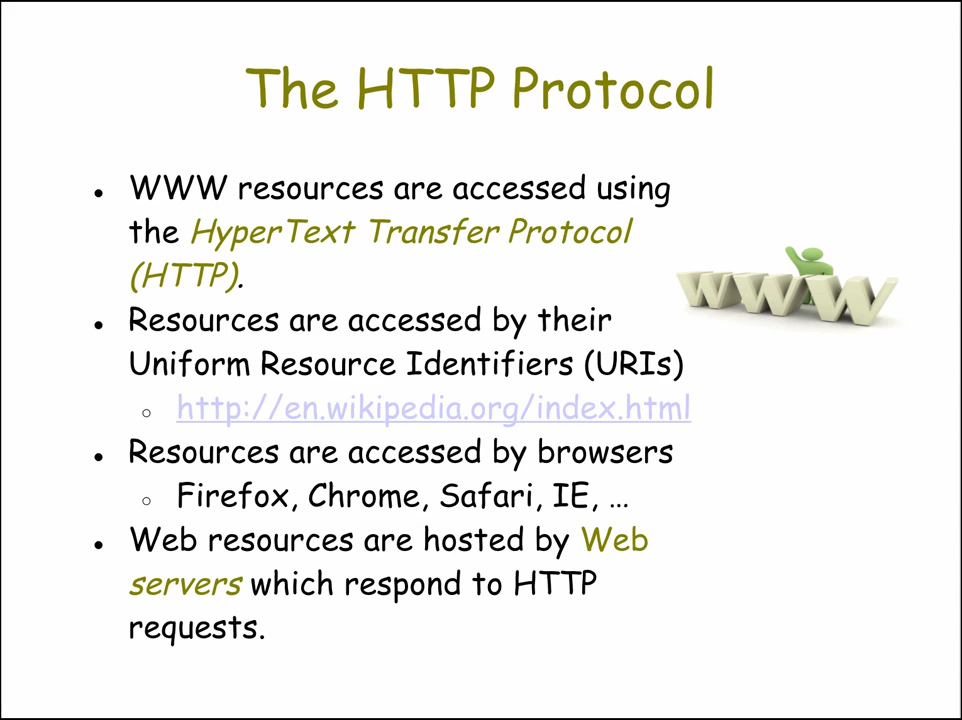 The HTTP Protocol
● WWW resources are accessed using
the HyperText Transfer Protocol
(HTTP).
● Resources are accessed by their
Uniform Resource Identifiers (URIs)
○ http://en.wikipedia.org/index.html
● Resources are accessed by browsers
○ Firefox, Chrome, Safari, IE, …
● Web resources are hosted by Web
servers which respond to HTTP
requests.
WWW